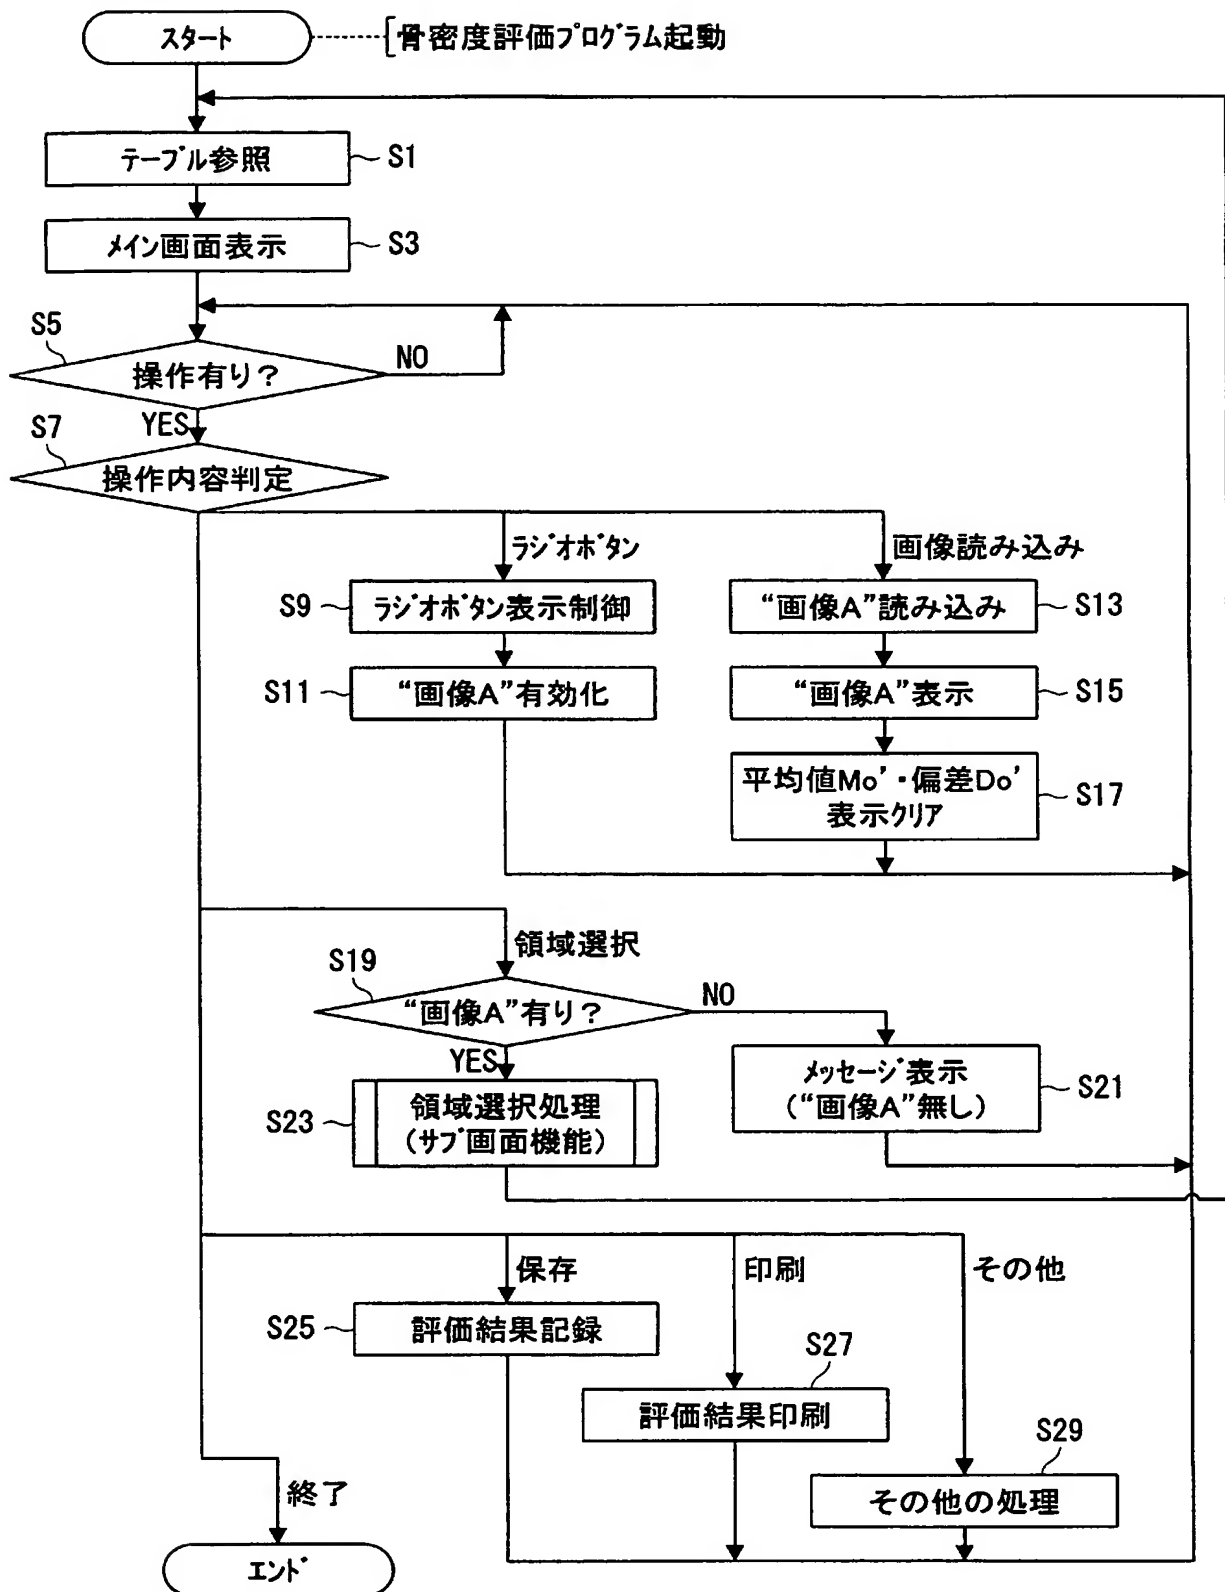 スタート
[骨密度評価プログラム起動
テーブル参照
S1
メイン画面表示
S3
S5
操作有り？
NO
YES
S7
操作内容判定
ラジオボタン
画像読み込み
S9
ラジオボタン表示制御
“画像A”読み込み
S13
S11
“画像A”有効化
“画像A”表示
S15
平均値Mo’・偏差Do’
表示クリア
S17
領域選択
S19
“画像A”有り？
NO
YES
S23
領域選択処理
(サブ画面機能)
メッセージ表示
(“画像A”無し)
S21
保存
印刷
その他
S25
評価結果記録
S27
評価結果印刷
S29
その他の処理
終了
エンド